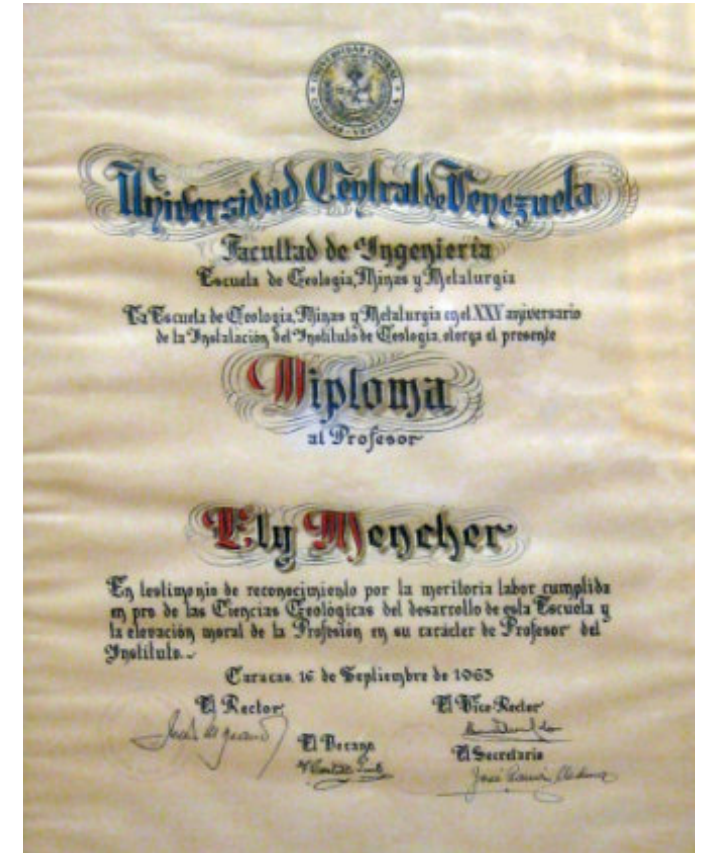 UNIVERSIDAD CENTRAL
CARACAS - VENEZUELA
Universidad Central de Venezuela
Facultad de Ingeniería
Escuela de Geología, Minas y Metalurgia
La Escuela de Geología, Minas y Metalurgia en el XXV aniversario
de la Instalación del Instituto de Geología, otorga el presente
Diploma
al Profesor
Ely Mencher
En testimonio de reconocimiento por la meritoria labor cumplida
en pro de las Ciencias Geológicas del desarrollo de esta Escuela y
la elevación moral de la Profesión en su carácter de Profesor del
Instituto.-
Caracas, 16 de Septiembre de 1963
El Rector
El Vice-Rector
El Decano
El Secretario